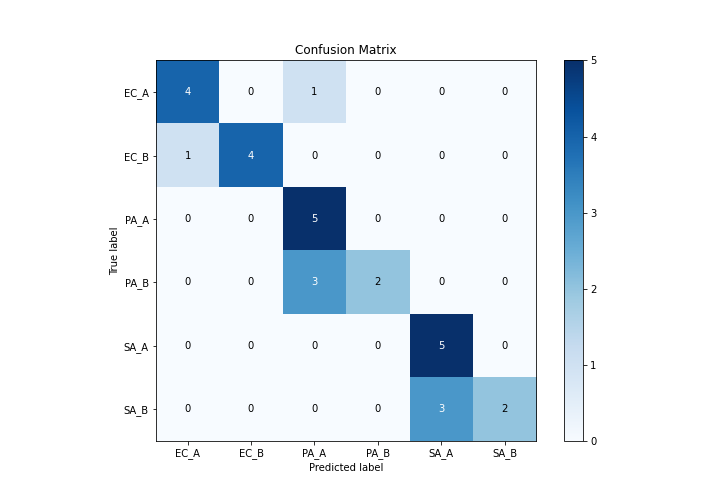 Confusion Matrix
EC_A 4 0 1 0 0 0
EC_B 1 4 0 0 0 0
PA_A 0 0 5 0 0 0
PA_B 0 0 3 2 0 0
SA_A 0 0 0 0 5 0
SA_B 0 0 0 0 3 2
EC_A EC_B PA_A PA_B SA_A SA_B
True label
Predicted label
5
4
3
2
1
0